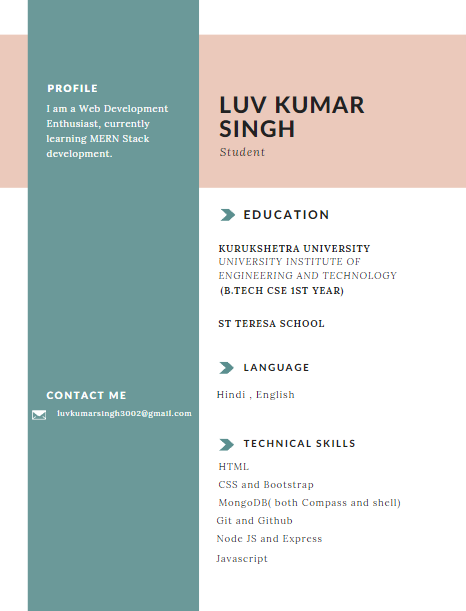 PROFILE
I am a Web Development
Enthusiast, currently
learning MERN Stack
development.
CONTACT ME
luvkumarsingh3002@gmail.com
LUV KUMAR
SINGH
Student
EDUCATION
KURUKSHETRA UNIVERSITY
UNIVERSITY INSTITUTE OF
ENGINEERING AND TECHNOLOGY
(B.TECH CSE 1ST YEAR)
ST TERESA SCHOOL
LANGUAGE
Hindi , English
TECHNICAL SKILLS
HTML
CSS and Bootstrap
MongoDB( both Compass and shell)
Git and Github
Node JS and Express
Javascript